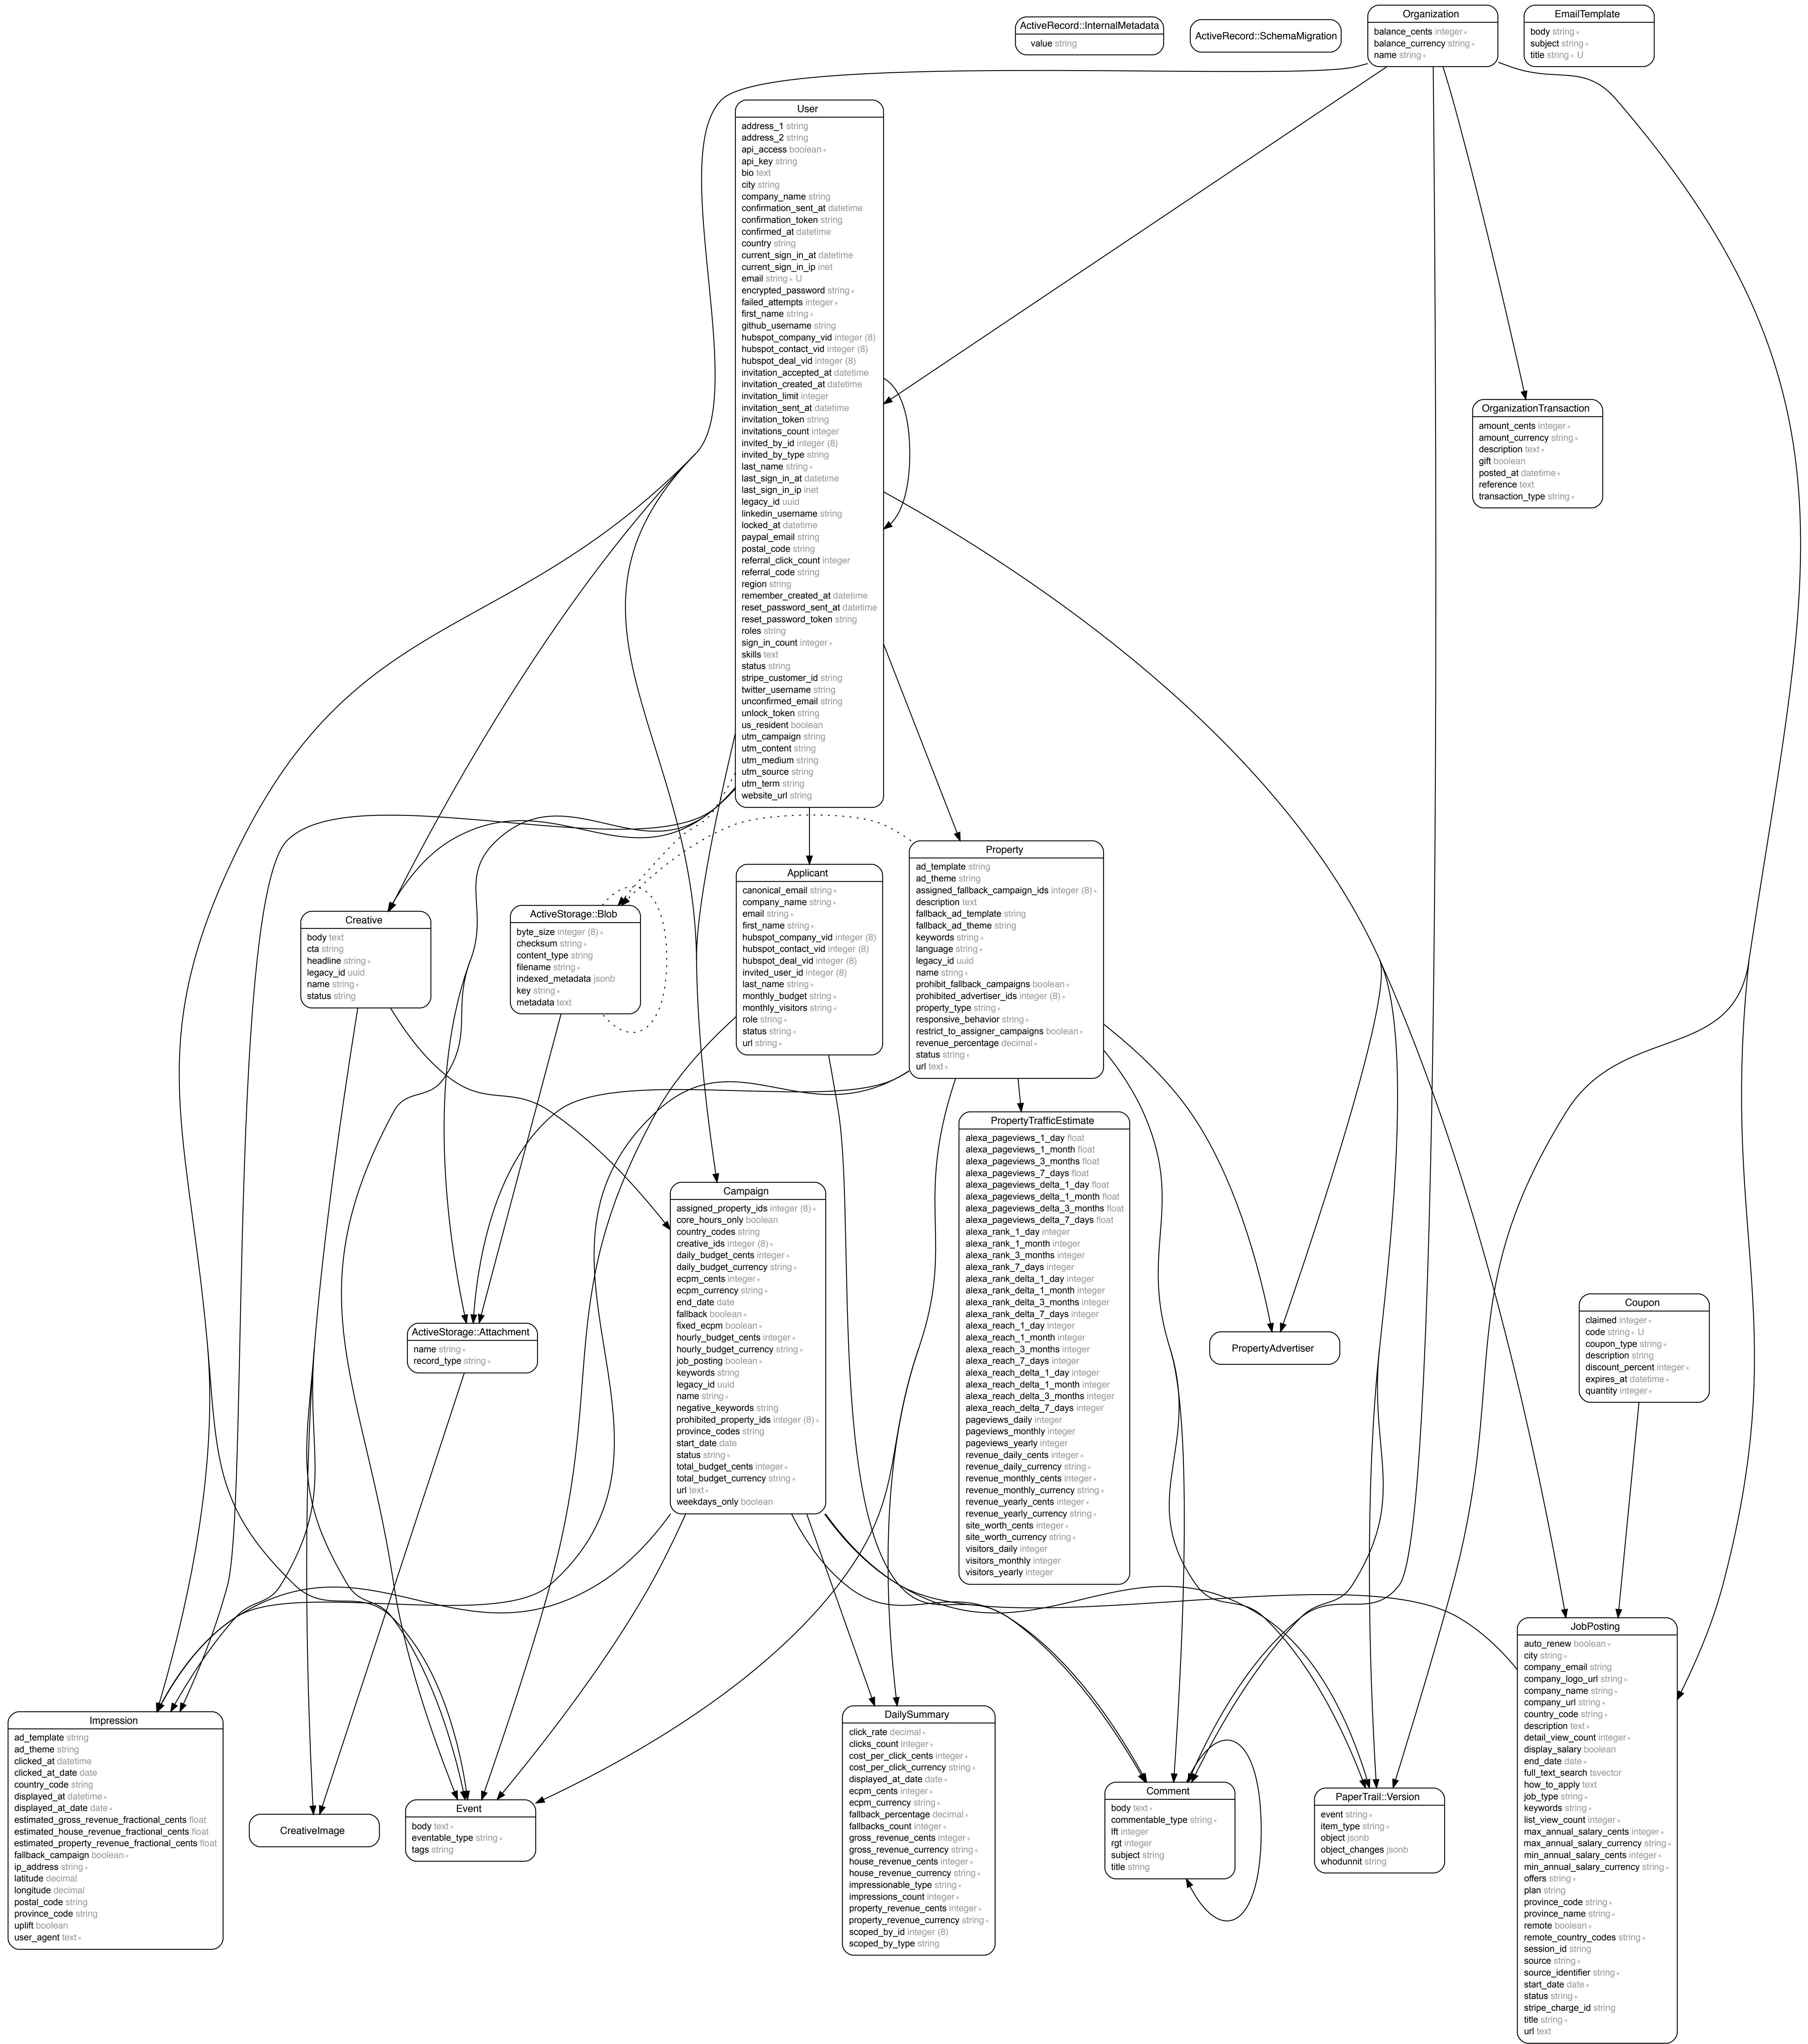 ActiveRecord::InternalMetadata
value string
ActiveRecord::SchemaMigration
Organization
balance_cents integer ∗
balance_currency string ∗
name string ∗
EmailTemplate
body string ∗
subject string ∗
title string ∗ U
User
address_1 string
address_2 string
api_access boolean ∗
api_key string
bio text
city string
company_name string
confirmation_sent_at datetime
confirmation_token string
confirmed_at datetime
country string
current_sign_in_at datetime
current_sign_in_ip inet
email string ∗ U
encrypted_password string ∗
failed_attempts integer ∗
first_name string ∗
github_username string
hubspot_company_vid integer (8)
hubspot_contact_vid integer (8)
hubspot_deal_vid integer (8)
invitation_accepted_at datetime
invitation_created_at datetime
invitation_limit integer
invitation_sent_at datetime
invitation_token string
invitations_count integer
invited_by_id integer (8)
invited_by_type string
last_name string ∗
last_sign_in_at datetime
last_sign_in_ip inet
legacy_id uuid
linkedin_username string
locked_at datetime
paypal_email string
postal_code string
referral_click_count integer
referral_code string
region string
remember_created_at datetime
reset_password_sent_at datetime
reset_password_token string
roles string
sign_in_count integer ∗
skills text
status string
stripe_customer_id string
twitter_username string
unconfirmed_email string
unlock_token string
us_resident boolean
utm_campaign string
utm_content string
utm_medium string
utm_source string
utm_term string
website_url string
OrganizationTransaction
amount_cents integer ∗
amount_currency string ∗
description text ∗
gift boolean
posted_at datetime ∗
reference text
transaction_type string ∗
Property
ad_template string
ad_theme string
assigned_fallback_campaign_ids integer (8) ∗
description text
fallback_ad_template string
fallback_ad_theme string
keywords string ∗
language string ∗
legacy_id uuid
name string ∗
prohibit_fallback_campaigns boolean ∗
prohibited_advertiser_ids integer (8) ∗
property_type string ∗
responsive_behavior string ∗
restrict_to_assigner_campaigns boolean ∗
revenue_percentage decimal ∗
status string ∗
url text ∗
Applicant
canonical_email string ∗
company_name string ∗
email string ∗
first_name string ∗
hubspot_company_vid integer (8)
hubspot_contact_vid integer (8)
hubspot_deal_vid integer (8)
invited_user_id integer (8)
last_name string ∗
monthly_budget string ∗
monthly_visitors string ∗
role string ∗
status string ∗
url string ∗
Creative
body text
cta string
headline string ∗
legacy_id uuid
name string ∗
status string
ActiveStorage::Blob
byte_size integer (8) ∗
checksum string ∗
content_type string
filename string ∗
indexed_metadata jsonb
key string ∗
metadata text
PropertyTrafficEstimate
alexa_pageviews_1_day float
alexa_pageviews_1_month float
alexa_pageviews_3_months float
alexa_pageviews_7_days float
alexa_pageviews_delta_1_day float
alexa_pageviews_delta_1_month float
alexa_pageviews_delta_3_months float
alexa_pageviews_delta_7_days float
alexa_rank_1_day integer
alexa_rank_1_month integer
alexa_rank_3_months integer
alexa_rank_7_days integer
alexa_rank_delta_1_day integer
alexa_rank_delta_1_month integer
alexa_rank_delta_3_months integer
alexa_rank_delta_7_days integer
alexa_reach_1_day integer
alexa_reach_1_month integer
alexa_reach_3_months integer
alexa_reach_7_days integer
alexa_reach_delta_1_day integer
alexa_reach_delta_1_month integer
alexa_reach_delta_3_months integer
alexa_reach_delta_7_days integer
pageviews_daily integer
pageviews_monthly integer
pageviews_yearly integer
revenue_daily_cents integer ∗
revenue_daily_currency string ∗
revenue_monthly_cents integer ∗
revenue_monthly_currency string ∗
revenue_yearly_cents integer ∗
revenue_yearly_currency string ∗
site_worth_cents integer ∗
site_worth_currency string ∗
visitors_daily integer
visitors_monthly integer
visitors_yearly integer
Campaign
assigned_property_ids integer (8) ∗
core_hours_only boolean
country_codes string
creative_ids integer (8) ∗
daily_budget_cents integer ∗
daily_budget_currency string ∗
ecpm_cents integer ∗
ecpm_currency string ∗
end_date date
fallback boolean ∗
fixed_ecpm boolean ∗
hourly_budget_cents integer ∗
hourly_budget_currency string ∗
job_posting boolean ∗
keywords string
legacy_id uuid
name string ∗
negative_keywords string
prohibited_property_ids integer (8) ∗
province_codes string
start_date date
status string ∗
total_budget_cents integer ∗
total_budget_currency string ∗
url text ∗
weekdays_only boolean
ActiveStorage::Attachment
name string ∗
record_type string ∗
PropertyAdvertiser
Coupon
claimed integer ∗
code string ∗ U
coupon_type string ∗
description string
discount_percent integer ∗
expires_at datetime ∗
quantity integer ∗
JobPosting
auto_renew boolean ∗
city string ∗
company_email string
company_logo_url string ∗
company_name string ∗
company_url string ∗
country_code string ∗
description text ∗
detail_view_count integer ∗
display_salary boolean
end_date date ∗
full_text_search tsvector
how_to_apply text
job_type string ∗
keywords string ∗
list_view_count integer ∗
max_annual_salary_cents integer ∗
max_annual_salary_currency string ∗
min_annual_salary_cents integer ∗
min_annual_salary_currency string ∗
offers string ∗
plan string
province_code string ∗
province_name string ∗
remote boolean ∗
remote_country_codes string ∗
session_id string
source string ∗
source_identifier string ∗
start_date date ∗
status string ∗
stripe_charge_id string
title string ∗
url text
Impression
ad_template string
ad_theme string
clicked_at datetime
clicked_at_date date
country_code string
displayed_at datetime ∗
displayed_at_date date ∗
estimated_gross_revenue_fractional_cents float
estimated_house_revenue_fractional_cents float
estimated_property_revenue_fractional_cents float
fallback_campaign boolean ∗
ip_address string ∗
latitude decimal
longitude decimal
postal_code string
province_code string
uplift boolean
user_agent text ∗
CreativeImage
Event
body text ∗
eventable_type string ∗
tags string
DailySummary
click_rate decimal ∗
clicks_count integer ∗
cost_per_click_cents integer ∗
cost_per_click_currency string ∗
displayed_at_date date ∗
ecpm_cents integer ∗
ecpm_currency string ∗
fallback_percentage decimal ∗
fallbacks_count integer ∗
gross_revenue_cents integer ∗
gross_revenue_currency string ∗
house_revenue_cents integer ∗
house_revenue_currency string ∗
impressionable_type string ∗
impressions_count integer ∗
property_revenue_cents integer ∗
property_revenue_currency string ∗
scoped_by_id integer (8)
scoped_by_type string
Comment
body text ∗
commentable_type string ∗
lft integer
rgt integer
subject string
title string
PaperTrail::Version
event string ∗
item_type string ∗
object jsonb
object_changes jsonb
whodunnit string